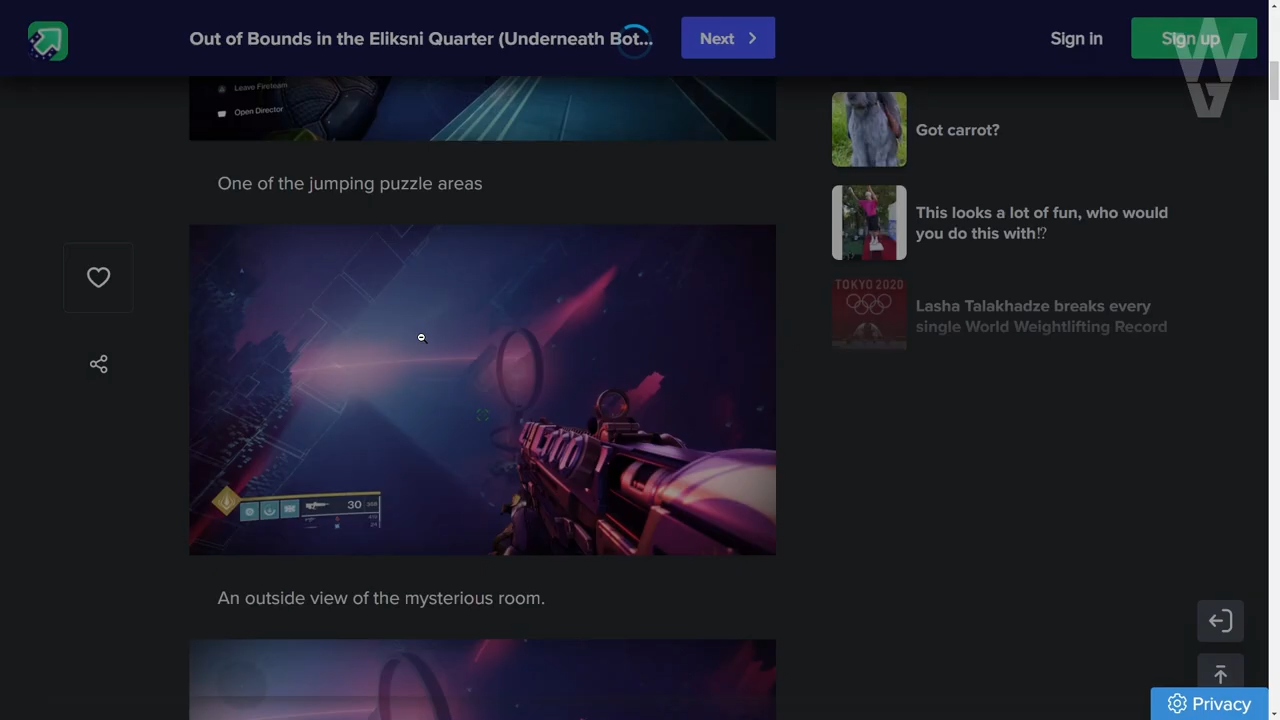 Out of Bounds in the Eliksni Quarter (Underneath Bot...
Next
Sign in
Sign up
Leave Fireteam
Open Director
Got carrot?
One of the jumping puzzle areas
This looks a lot of fun, who would
you do this with⁉
TOKYO 2020
Lasha Talakhadze breaks every
single World Weightlifting Record
30
An outside view of the mysterious room.
Privacy